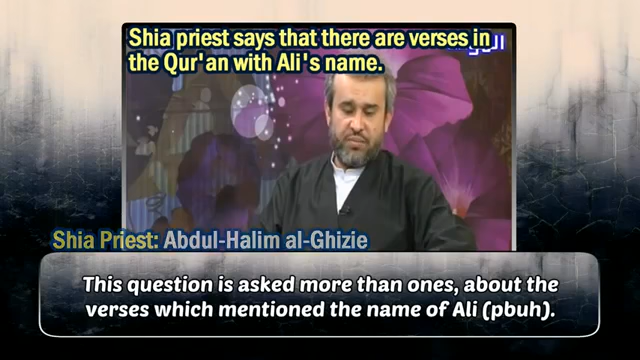 Shia priest says that there are verses in
the Qur'an with Ali's name.
Shia Priest: Abdul-Halim al-Ghizie
This question is asked more than ones, about the
verses which mentioned the name of Ali (pbuh).